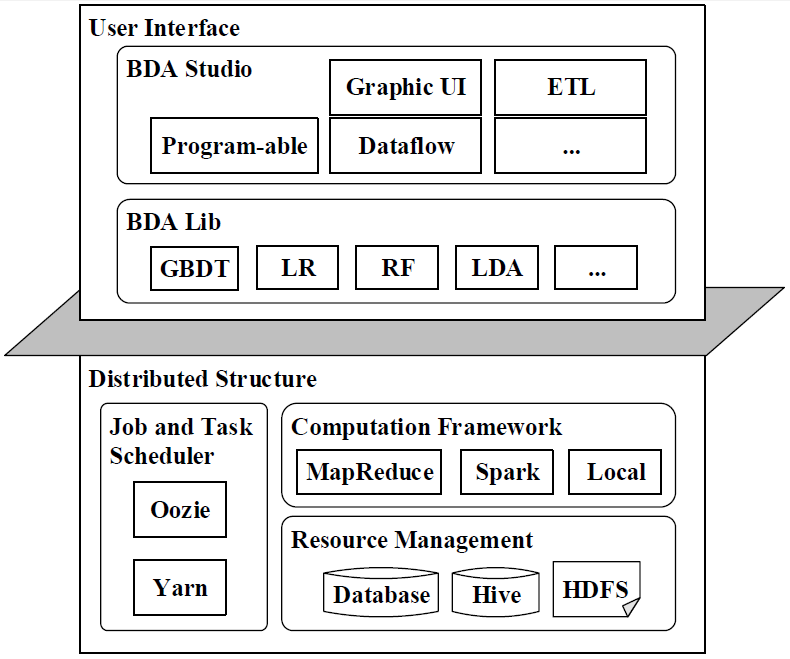 User Interface
BDA Studio
Graphic UI
ETL
Program-able
Dataflow
...
BDA Lib
GBDT
LR
RF
LDA
...
Distributed Structure
Job and Task
Scheduler
Oozie
Yarn
Computation Framework
MapReduce
Spark
Local
Resource Management
Database
Hive
HDFS